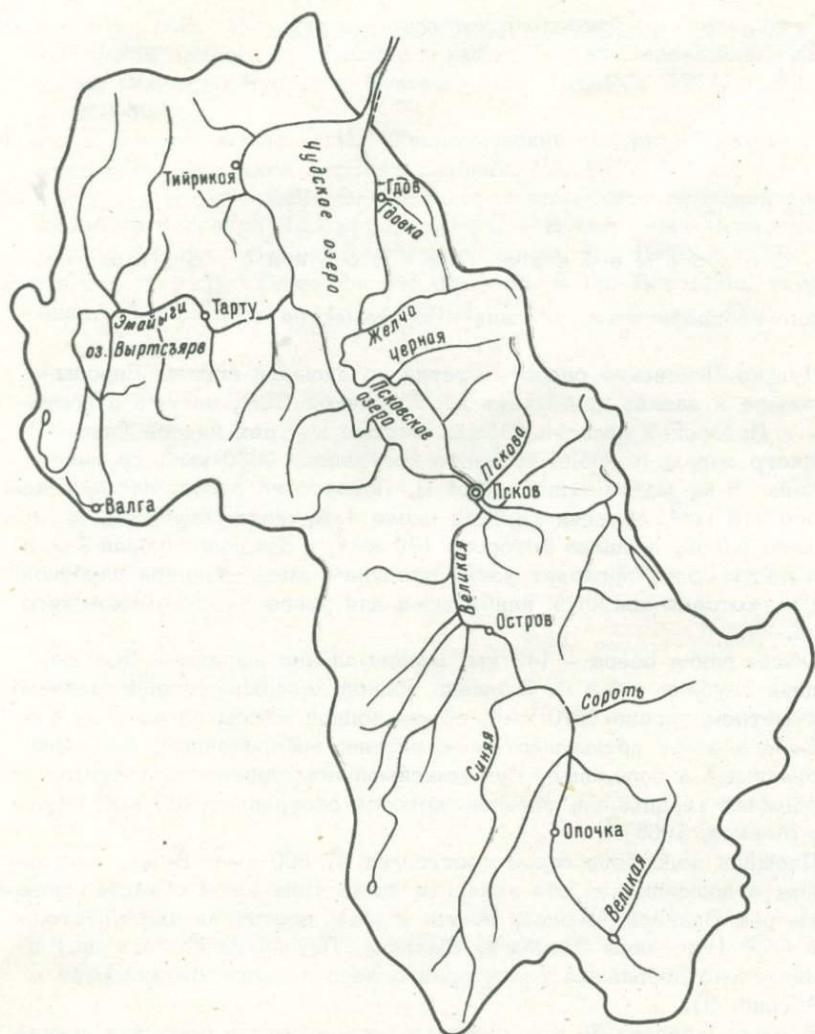 Чудское озеро
Тийрикоя
Гдов
Гдовка
Эмайыги
Тарту
оз. Выртсъярв
Желча
церная
Псковское
озеро
Пскова
Псков
Валга
Великая
Остров
Сороть
Синяя
Опочка
Великая